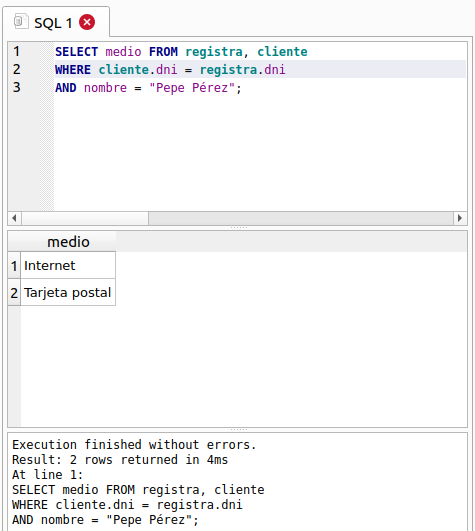 SQL 1
1 SELECT medio FROM registra, cliente
2 WHERE cliente.dni = registra.dni
3 AND nombre = "Pepe Pérez";
medio
1 Internet
2 Tarjeta postal
Execution finished without errors.
Result: 2 rows returned in 4ms
At line 1:
SELECT medio FROM registra, cliente
WHERE cliente.dni = registra.dni
AND nombre = "Pepe Pérez";